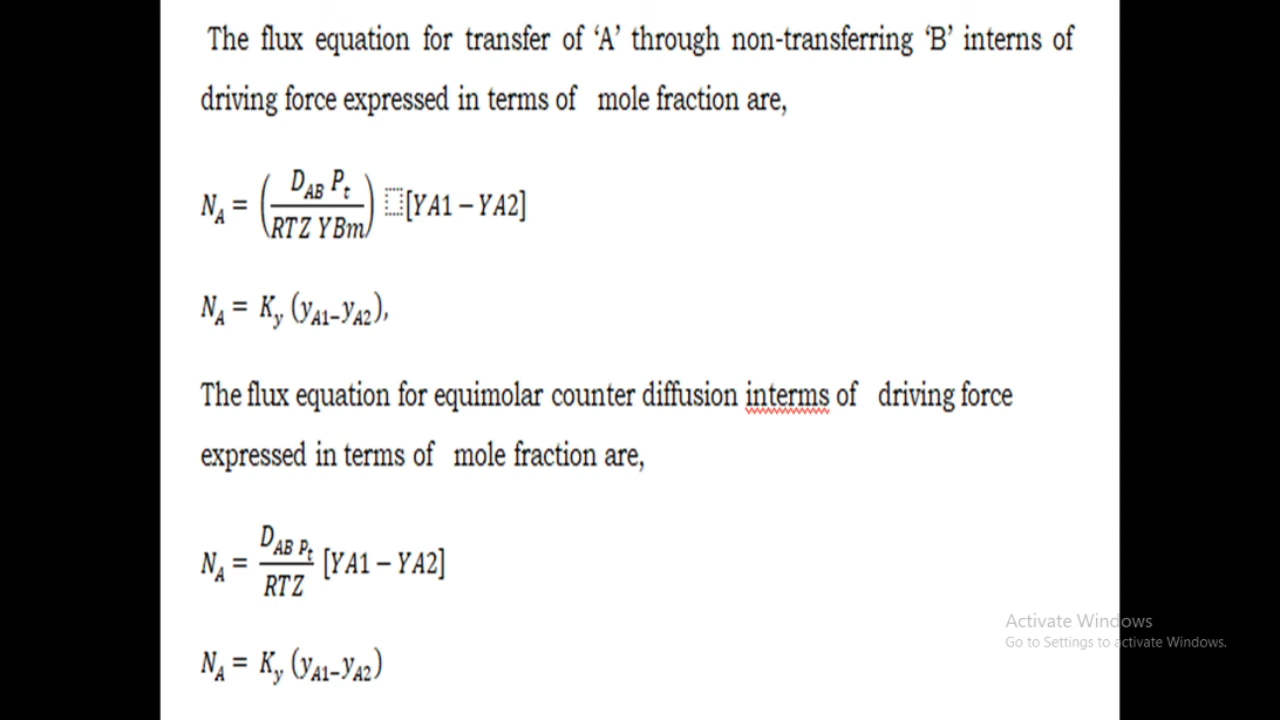 The flux equation for transfer of ‘A’ through non-transferring ‘B’ interns of
driving force expressed in terms of mole fraction are,
N_A = (D_AB P_t / RTZ YBm) [YA1 – YA2]
N_A = K_y (y_A1–y_A2),
The flux equation for equimolar counter diffusion interms of driving force
expressed in terms of mole fraction are,
N_A = D_AB P_t / RTZ [YA1 – YA2]
N_A = K_y (y_A1–y_A2)
Activate Windows
Go to Settings to activate Windows.